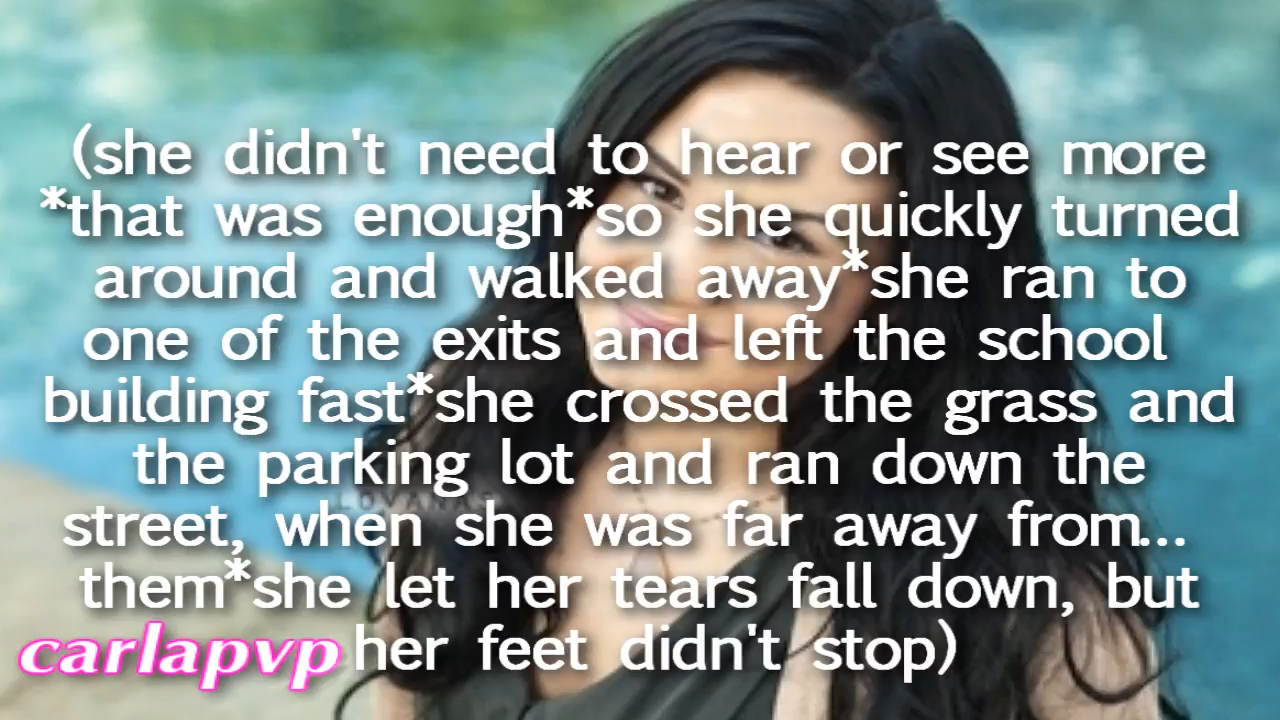 (she didn't need to hear or see more
*that was enough*so she quickly turned
around and walked away*she ran to
one of the exits and left the school
building fast*she crossed the grass and
the parking lot and ran down the
street, when she was far away from...
them*she let her tears fall down, but
carlapvp her feet didn't stop)